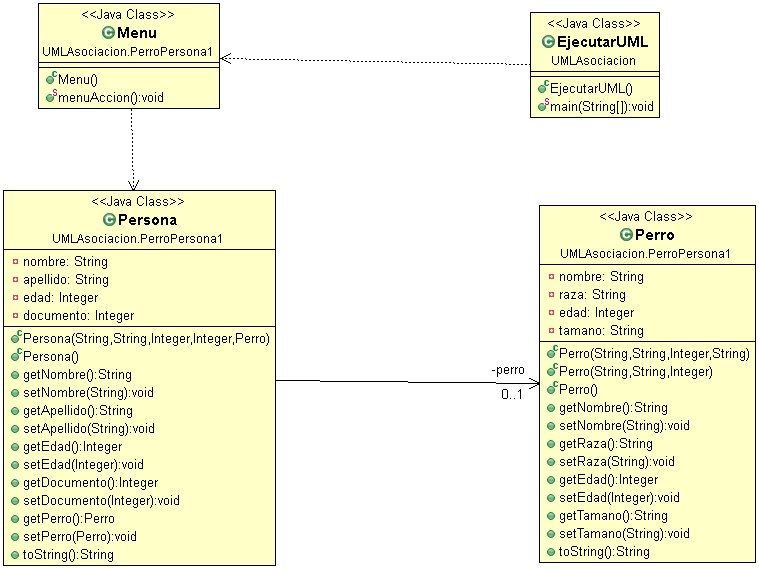 <<Java Class>>
Menu
UMLAsociacion.PerroPersona1
Menu()
menuAccion():void
<<Java Class>>
EjecutarUML
UMLAsociacion
EjecutarUML()
main(String[]):void
<<Java Class>>
Persona
UMLAsociacion.PerroPersona1
nombre: String
apellido: String
edad: Integer
documento: Integer
Persona(String,String,Integer,Integer,Perro)
Persona()
getNombre():String
setNombre(String):void
getApellido():String
setApellido(String):void
getEdad():Integer
setEdad(Integer):void
getDocumento():Integer
setDocumento(Integer):void
getPerro():Perro
setPerro(Perro):void
toString():String
-perro
0..1
<<Java Class>>
Perro
UMLAsociacion.PerroPersona1
nombre: String
raza: String
edad: Integer
tamano: String
Perro(String,String,Integer,String)
Perro(String,String,Integer)
Perro()
getNombre():String
setNombre(String):void
getRaza():String
setRaza(String):void
getEdad():Integer
setEdad(Integer):void
getTamano():String
setTamano(String):void
toString():String